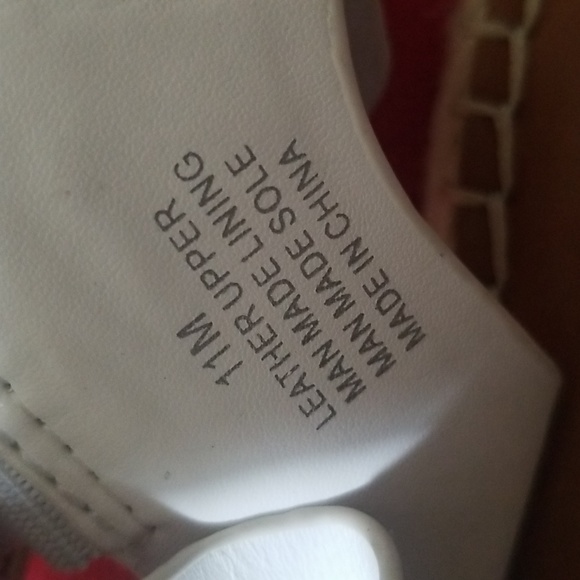 11M
LEATHER UPPER
MAN MADE LINING
MAN MADE SOLE
MADE IN CHINA